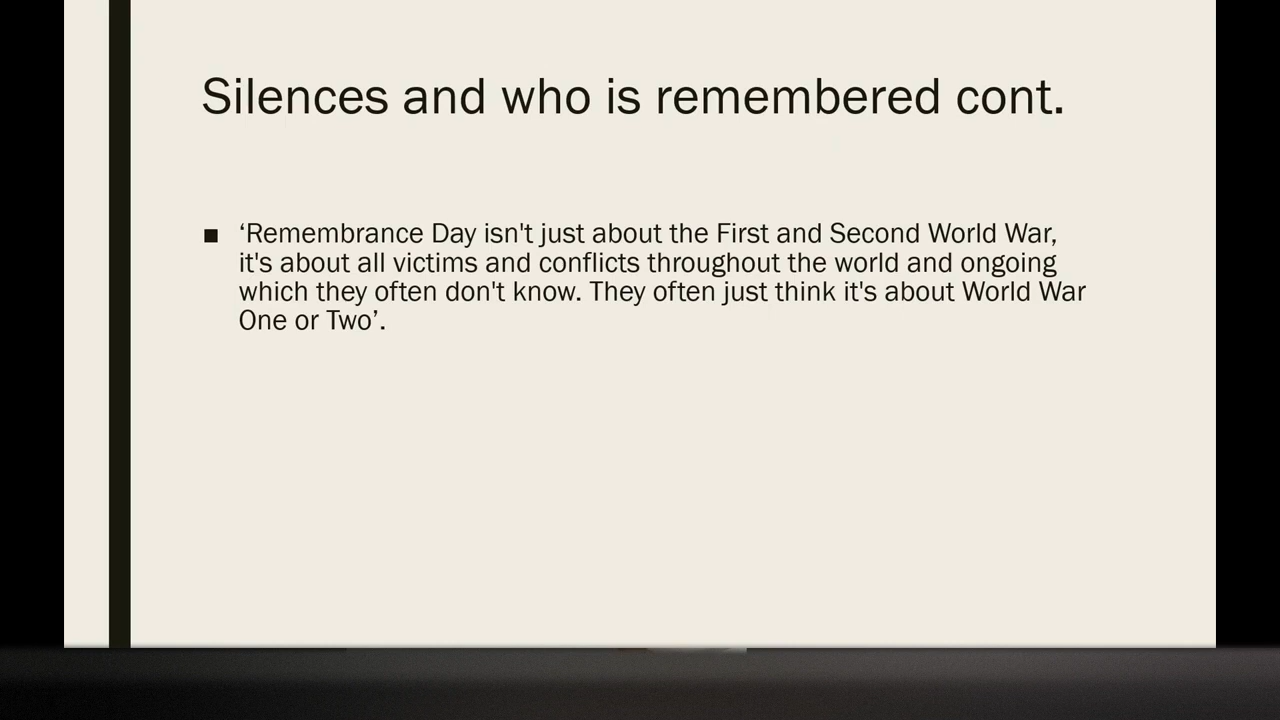 Silences and who is remembered cont.
■ ‘Remembrance Day isn't just about the First and Second World War,
it's about all victims and conflicts throughout the world and ongoing
which they often don't know. They often just think it's about World War
One or Two’.